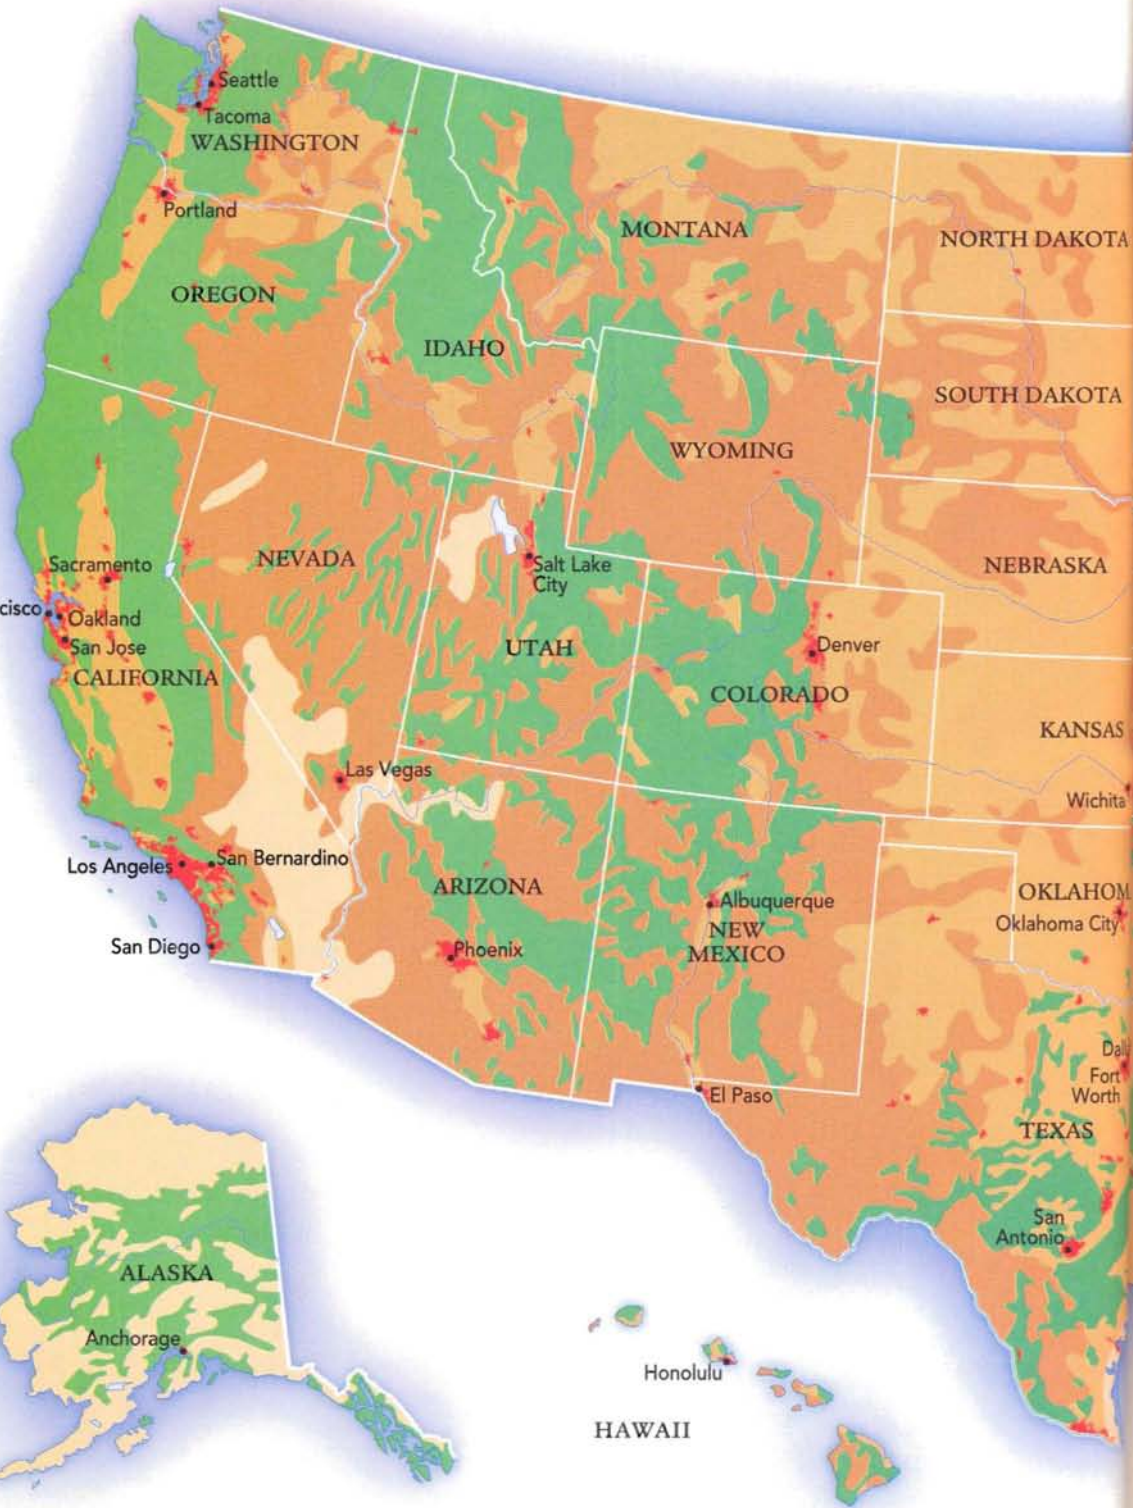 Seattle
Tacoma
WASHINGTON
Portland
OREGON
IDAHO
MONTANA
NORTH DAKOTA
SOUTH DAKOTA
WYOMING
NEBRASKA
NEVADA
Salt Lake
City
UTAH
Sacramento
cisco
Oakland
San Jose
CALIFORNIA
Denver
COLORADO
KANSAS
Wichita
Las Vegas
Los Angeles
San Bernardino
San Diego
ARIZONA
Phoenix
Albuquerque
NEW
MEXICO
OKLAHOM
Oklahoma City
Dal
Fort
Worth
El Paso
TEXAS
San
Antonio
ALASKA
Anchorage
Honolulu
HAWAII